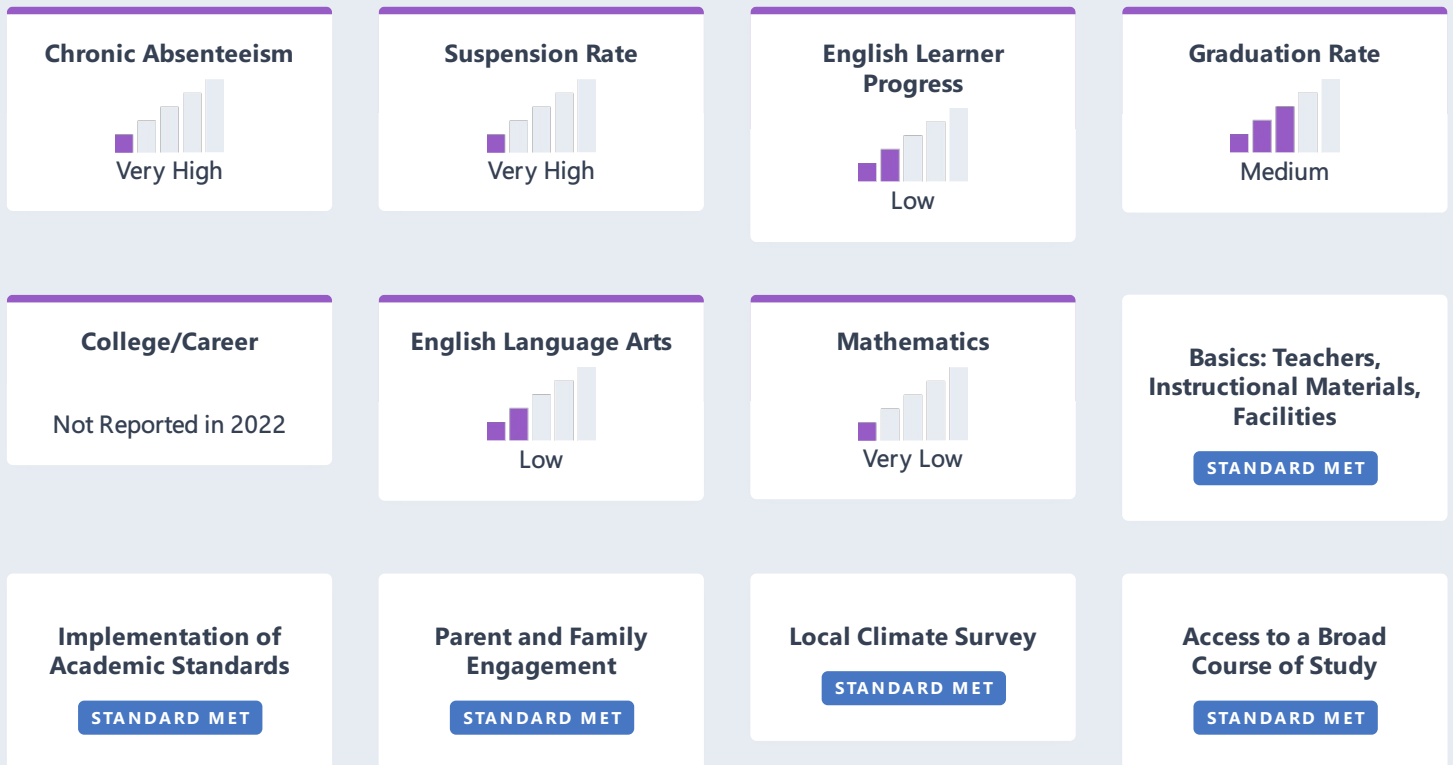 Chronic Absenteeism
Very High
Suspension Rate
Very High
English Learner
Progress
Low
Graduation Rate
Medium
College/Career
Not Reported in 2022
English Language Arts
Low
Mathematics
Very Low
Basics: Teachers,
Instructional Materials,
Facilities
STANDARD MET
Implementation of
Academic Standards
STANDARD MET
Parent and Family
Engagement
STANDARD MET
Local Climate Survey
STANDARD MET
Access to a Broad
Course of Study
STANDARD MET